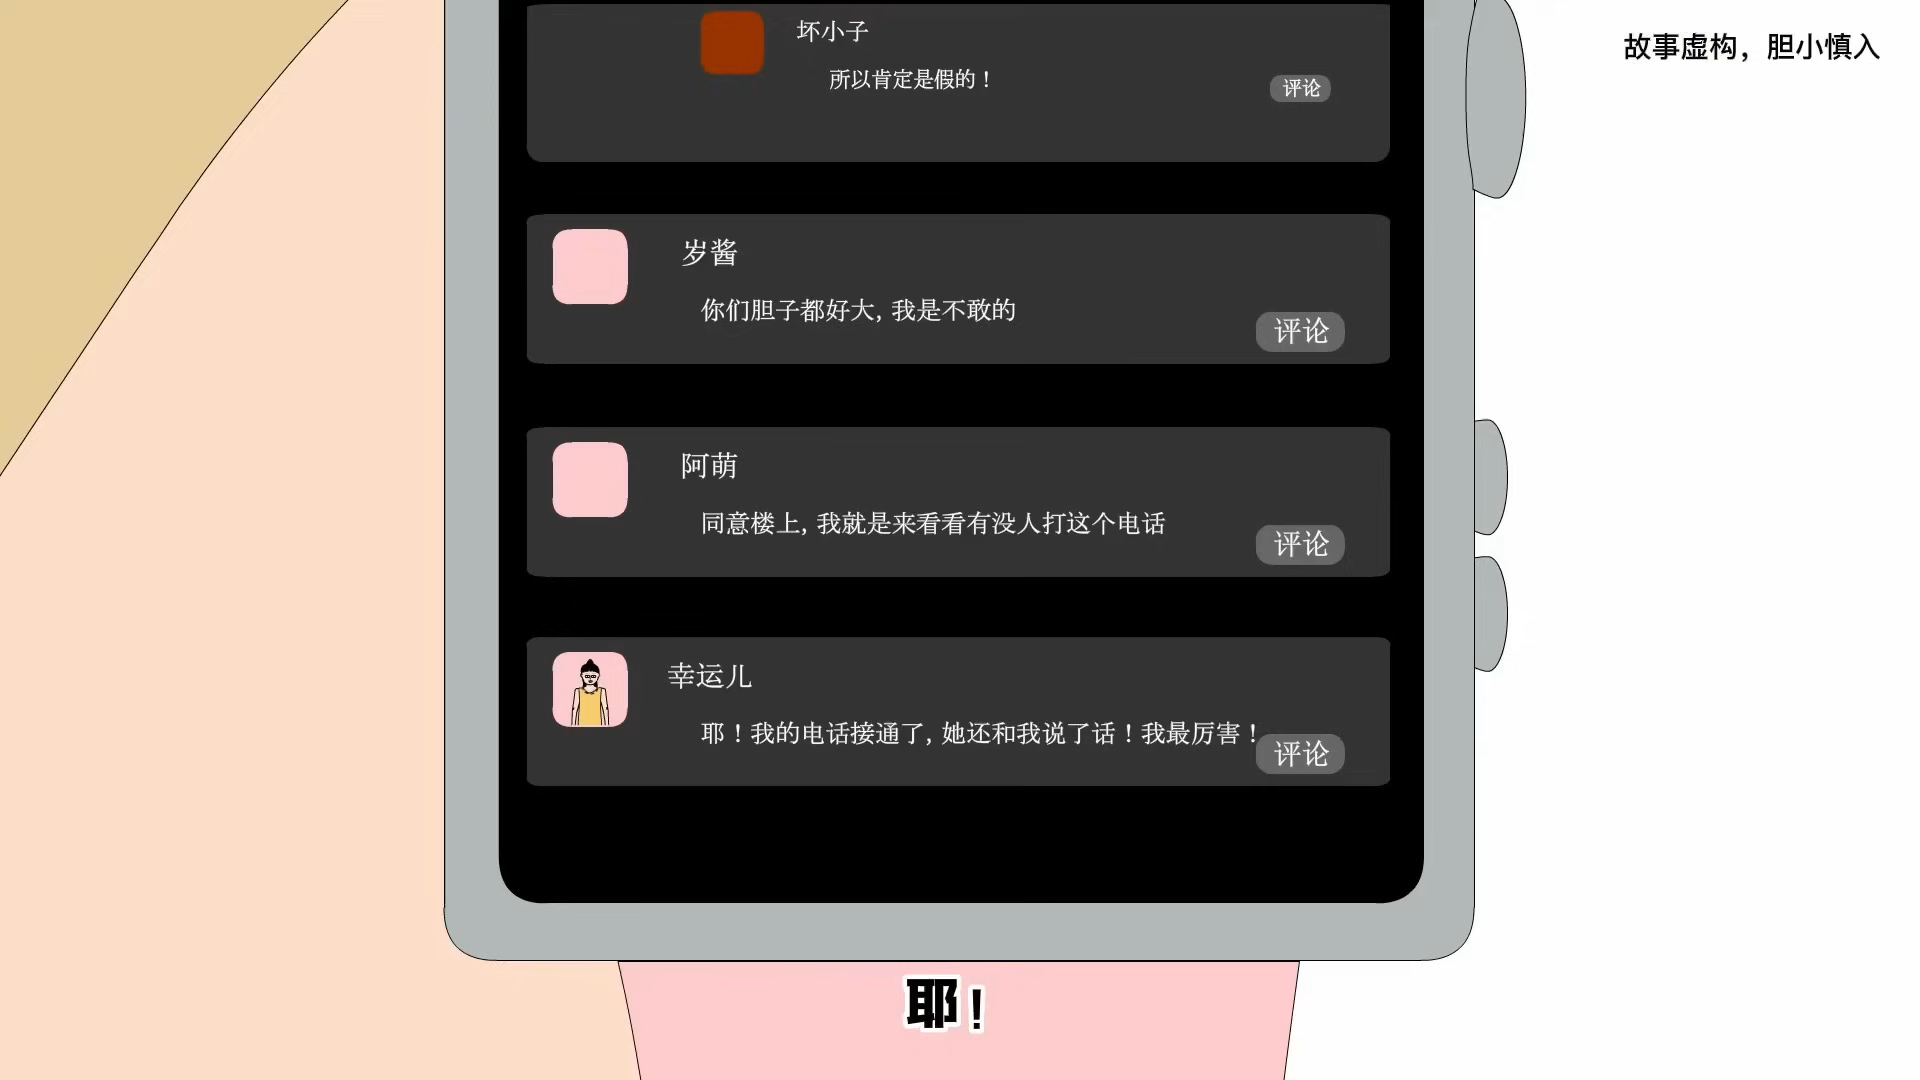 故事虚构，胆小慎入
坏小子
所以肯定是假的！
评论
岁酱
你们胆子都好大, 我是不敢的
评论
阿萌
同意楼上, 我就是来看看有没人打这个电话
评论
幸运儿
耶！我的电话接通了, 她还和我说了话！我最厉害！
评论
耶！